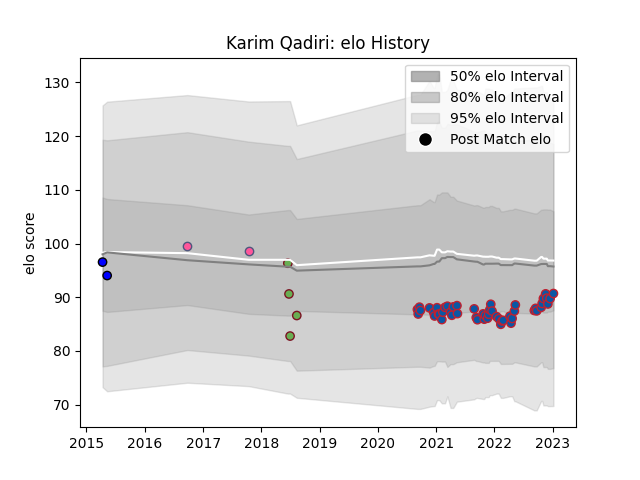 Karim Qadiri: elo History
50% elo Interval
80% elo Interval
95% elo Interval
Post Match elo
elo score
130
120
110
100
90
80
70
2015 2016 2017 2018 2019 2020 2021 2022 2023